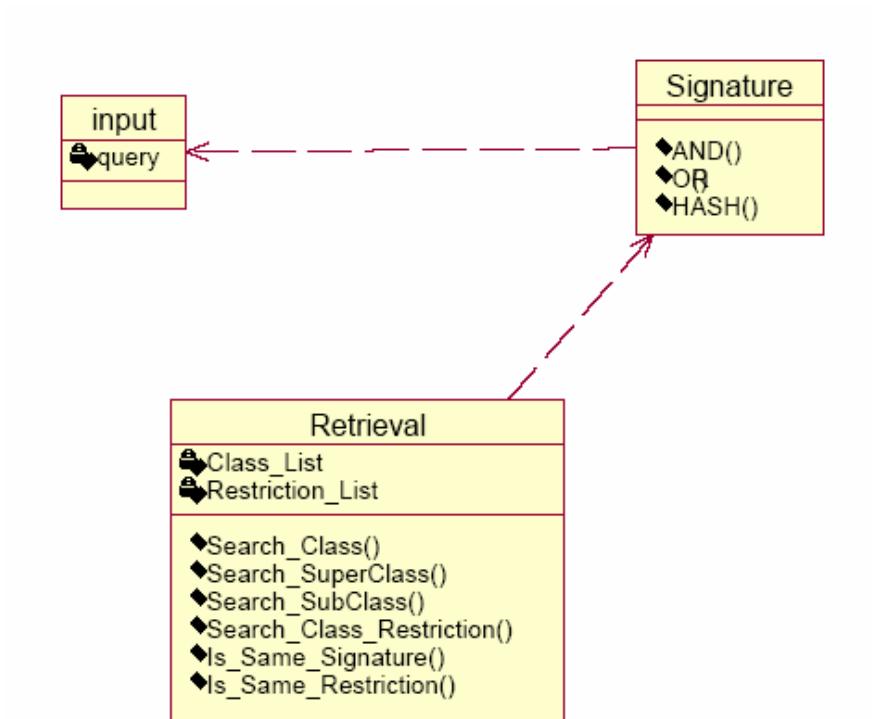 input
query
Signature
AND()
OR()
HASH()
Retrieval
Class_List
Restriction_List
Search_Class()
Search_SuperClass()
Search_SubClass()
Search_Class_Restriction()
Is_Same_Signature()
Is_Same_Restriction()